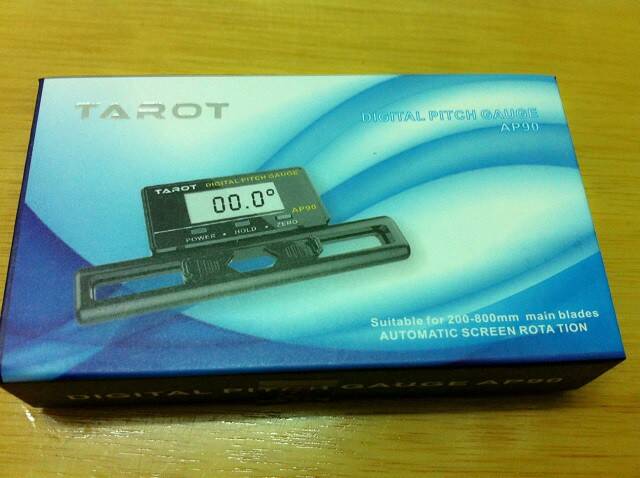 TAROT
DIGITAL PITCH GAUGE
AP90
TAROT DIGITAL PITCH GAUGE
00.0°
AP90
POWER • HOLD • ZERO
Suitable for 200-800mm main blades
AUTOMATIC SCREEN ROTA TION
DIGITAL PITCH GAUGE AP90